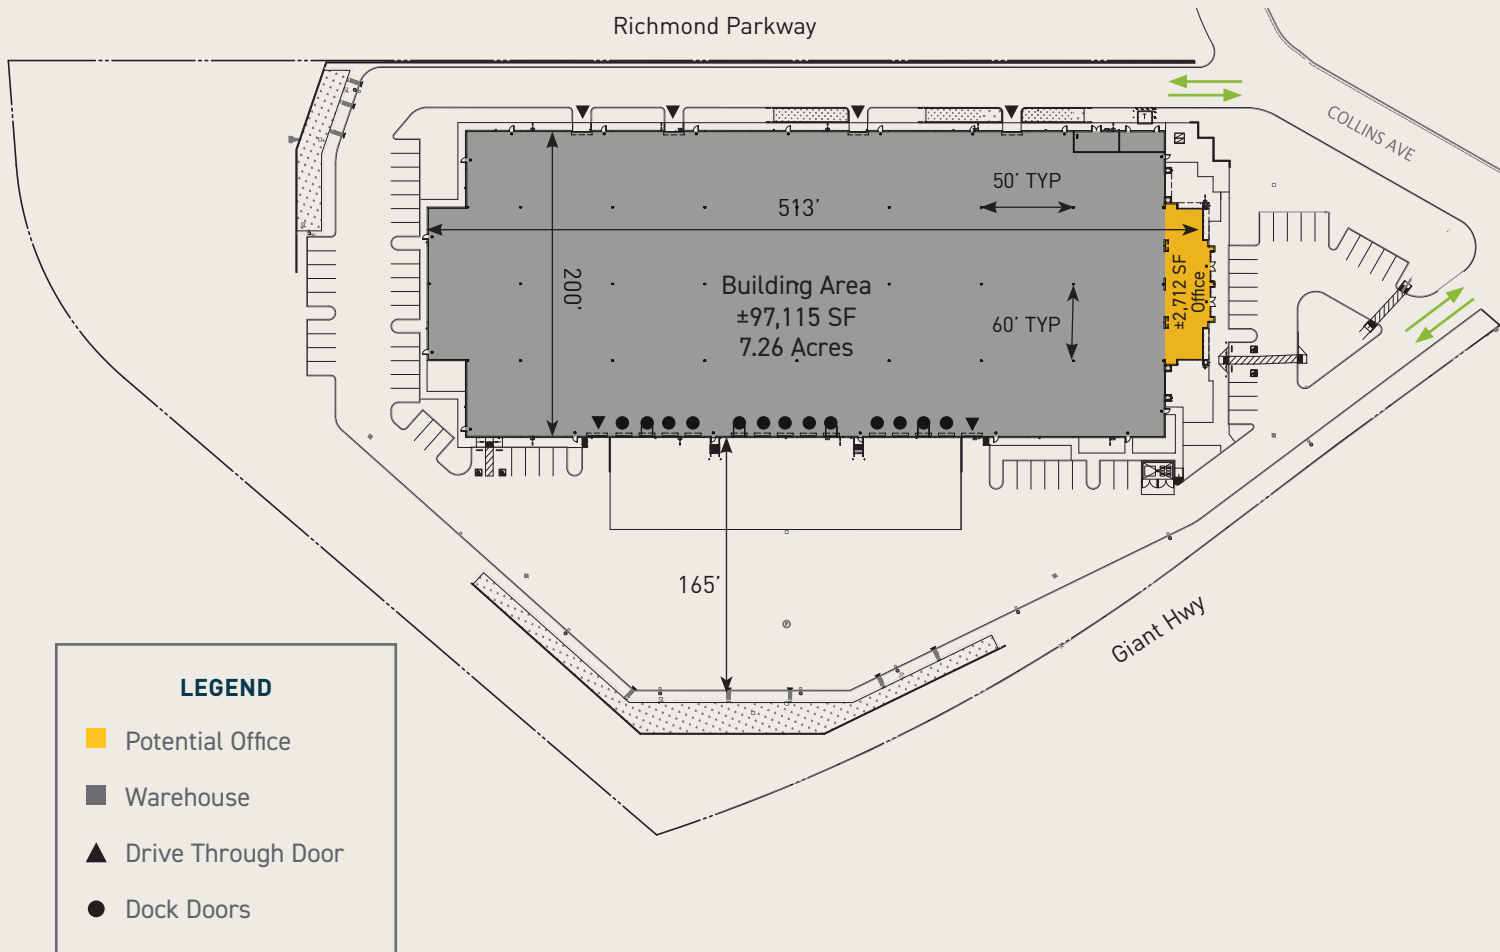 Richmond Parkway
COLLINS AVE
T
50' TYP
513'
200'
Building Area
±97,115 SF
7.26 Acres
60' TYP
±2,712 SF
Office
165'
Giant Hwy
LEGEND
Potential Office
Warehouse
Drive Through Door
Dock Doors